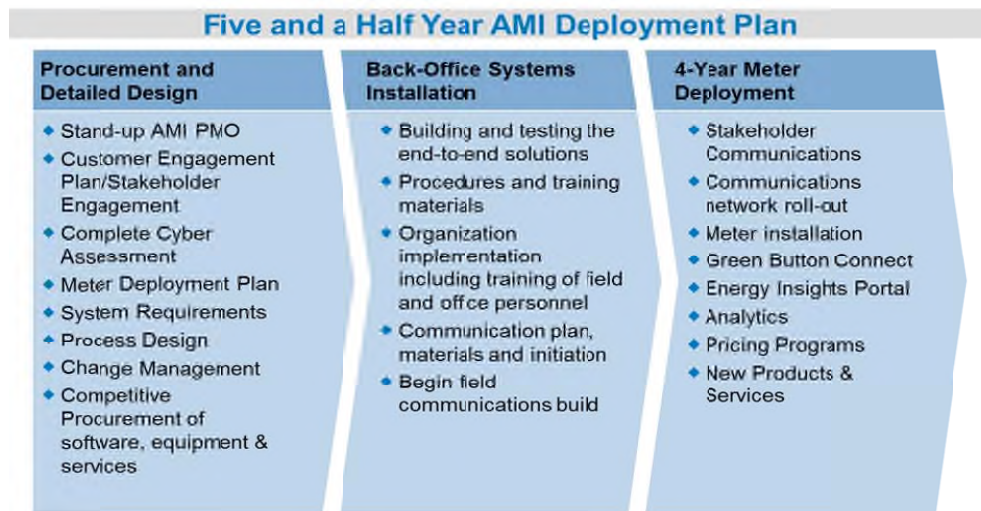 Five and a Half Year AMI Deployment Plan
Procurement and
Detailed Design
Stand-up AMI PMO
Customer Engagement
Plan/Stakeholder
Engagement
Complete Cyber
Assessment
Meter Deployment Plan
System Requirements
Process Design
Change Management
Competitive
Procurement of
software, equipment &
services
Back-Office Systems
Installation
Building and testing the
end-to-end solutions
Procedures and training
materials
Organization
implementation
including training of field
and office personnel
Communication plan,
materials and initiation
Begin field
communications build
4-Year Meter
Deployment
Stakeholder
Communications
Communications
network roll-out
Meter installation
Green Button Connect
Energy Insights Portal
Analytics
Pricing Programs
New Products &
Services